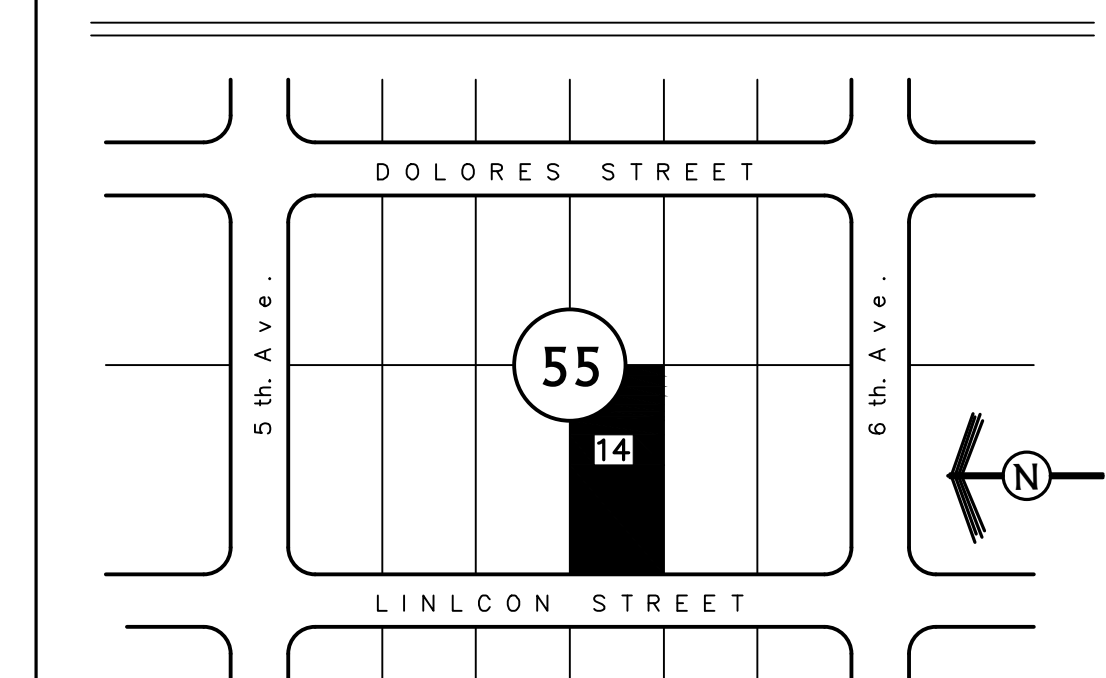 DOLORES STREET
5 th. Ave.
6 th. Ave.
55
14
N
LINLCON STREET